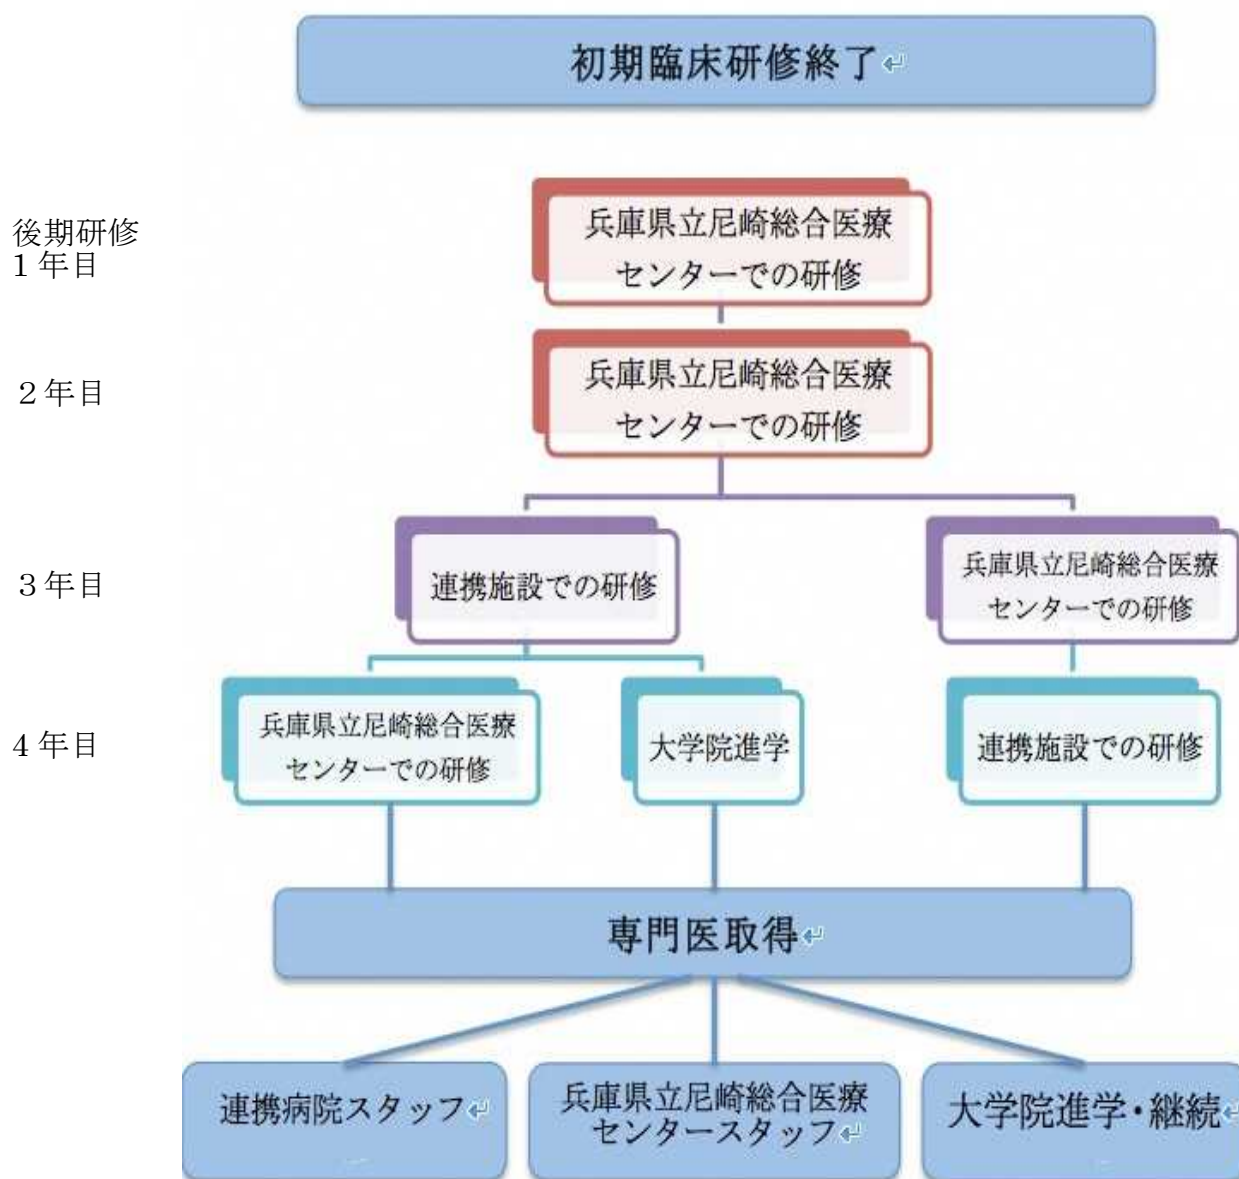 初期臨床研修終了
後期研修
1年目
兵庫県立尼崎総合医療
センターでの研修
2年目
兵庫県立尼崎総合医療
センターでの研修
3年目
連携施設での研修
兵庫県立尼崎総合医療
センターでの研修
4年目
兵庫県立尼崎総合医療
センターでの研修
大学院進学
連携施設での研修
専門医取得
連携病院スタッフ
兵庫県立尼崎総合医療
センタースタッフ
大学院進学・継続